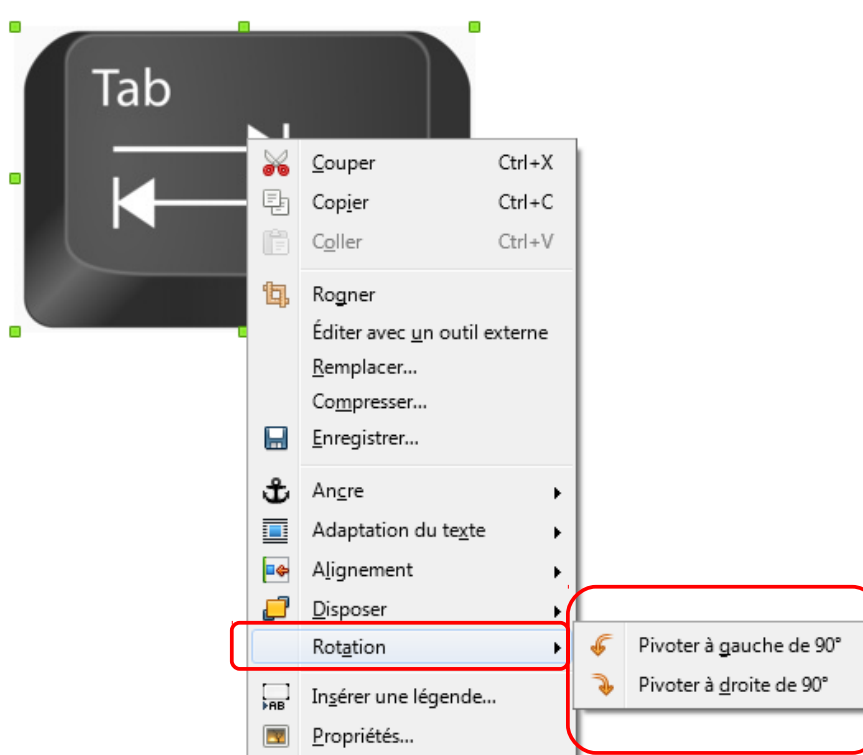 Tab
Couper Ctrl+X
Copier Ctrl+C
Coller Ctrl+V
Rogner
Éditer avec un outil externe
Remplacer...
Compresser...
Enregistrer...
Ancre
Adaptation du texte
Alignement
Disposer
Rotation
Pivoter à gauche de 90°
Pivoter à droite de 90°
AB
Insérer une légende...
Propriétés...